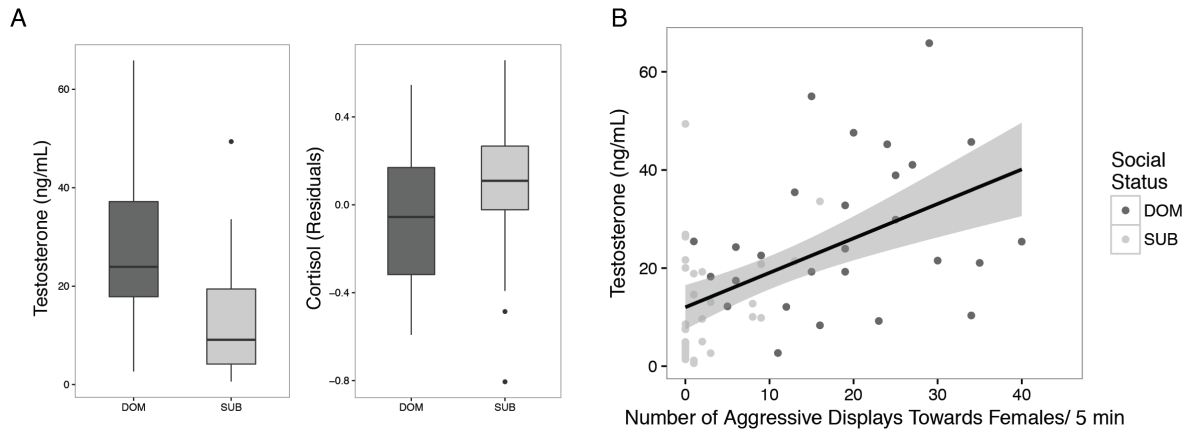 A
Testosterone (ng/mL)
60
40
20
0
DOM
SUB
Cortisol (Residuals)
0.4
0.0
−0.4
−0.8
DOM
SUB
B
Testosterone (ng/mL)
60
40
20
0
0
10
20
30
40
Number of Aggressive Displays Towards Females/ 5 min
Social
Status
DOM
SUB